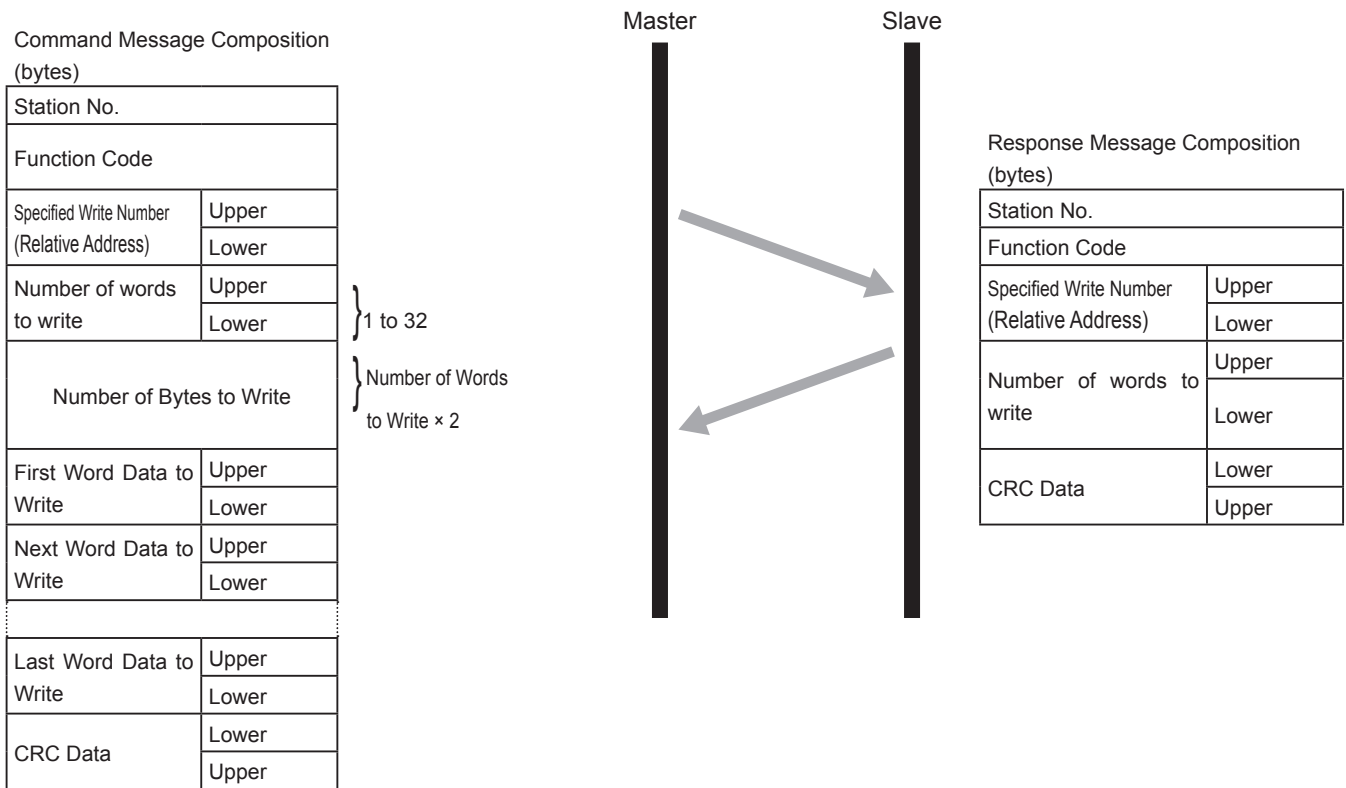 Command Message Composition
(bytes)
Station No.
Function Code
Specified Write Number
(Relative Address)
Upper
Lower
Number of words
to write
Upper
Lower
1 to 32
Number of Bytes to Write
Number of Words
to Write × 2
First Word Data to
Write
Upper
Lower
Next Word Data to
Write
Upper
Lower
Last Word Data to
Write
Upper
Lower
CRC Data
Lower
Upper
Master
Slave
Response Message Composition
(bytes)
Station No.
Function Code
Specified Write Number
(Relative Address)
Upper
Lower
Number of words to
write
Upper
Lower
CRC Data
Lower
Upper